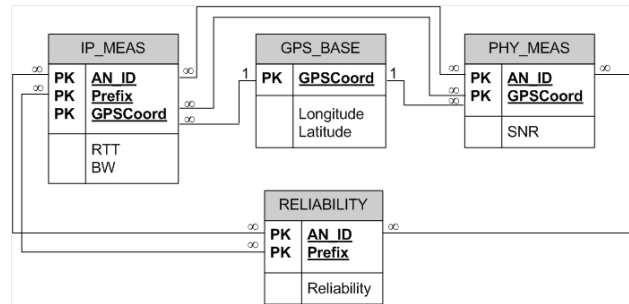 IP_MEAS
PK AN_ID
PK Prefix
PK GPSCoord
RTT
BW
GPS_BASE
PK GPSCoord
Longitude
Latitude
PHY_MEAS
PK AN_ID
PK GPSCoord
SNR
RELIABILITY
PK AN_ID
PK Prefix
Reliability
∞ ∞
∞ ∞
∞
1 1
∞
∞
∞
∞
∞ ∞
∞